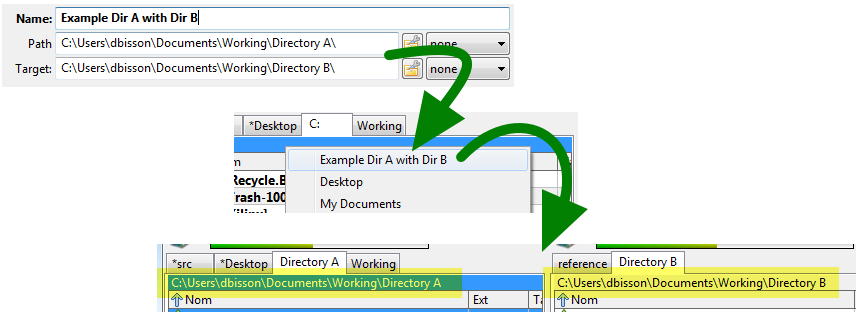 Name: Example Dir A with Dir B
Path C:\Users\dbisson\Documents\Working\Directory A\ none
Target: C:\Users\dbisson\Documents\Working\Directory B\ none
*Desktop C: Working
Example Dir A with Dir B
Recycle.B
Desktop
My Documents
*src *Desktop Directory A Working
C:\Users\dbisson\Documents\Working\Directory A
Nom Ext
reference Directory B
C:\Users\dbisson\Documents\Working\Directory B
Nom